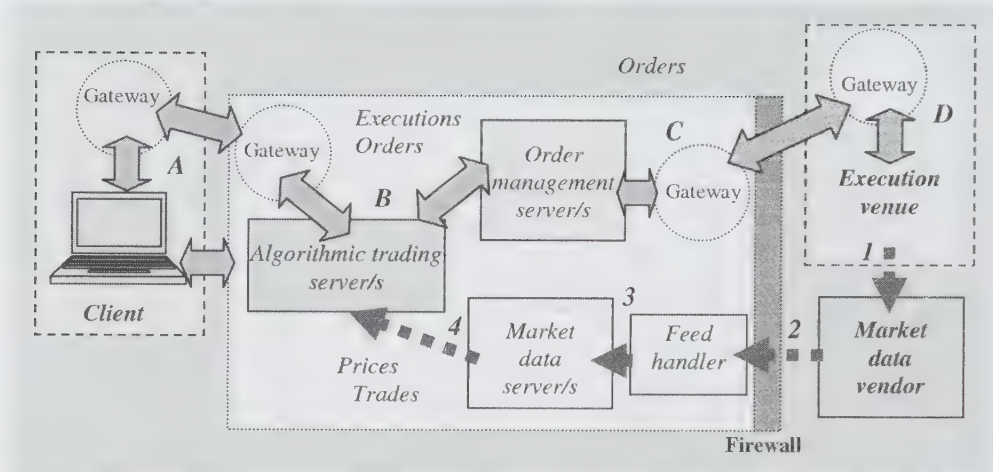 Orders
Gateway
Gateway
A
Gateway
Executions
Orders
B
Order
management
server/s
C
Gateway
D
Execution
venue
Algorithmic trading
server/s
Client
1
Market
data
vendor
2
Feed
handler
3
Market
data
server/s
4
Prices
Trades
Firewall